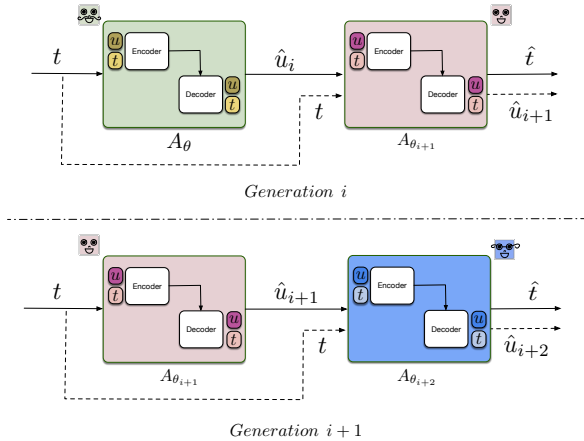 t
u
t
Encoder
Decoder
u
t
A_θ
û_i
t
u
t
Encoder
Decoder
u
t
A_{θ_{i+1}}
t̂
û_{i+1}
Generation i
t
u
t
Encoder
Decoder
u
t
A_{θ_{i+1}}
û_{i+1}
t
u
t
Encoder
Decoder
u
t
A_{θ_{i+2}}
t̂
û_{i+2}
Generation i + 1